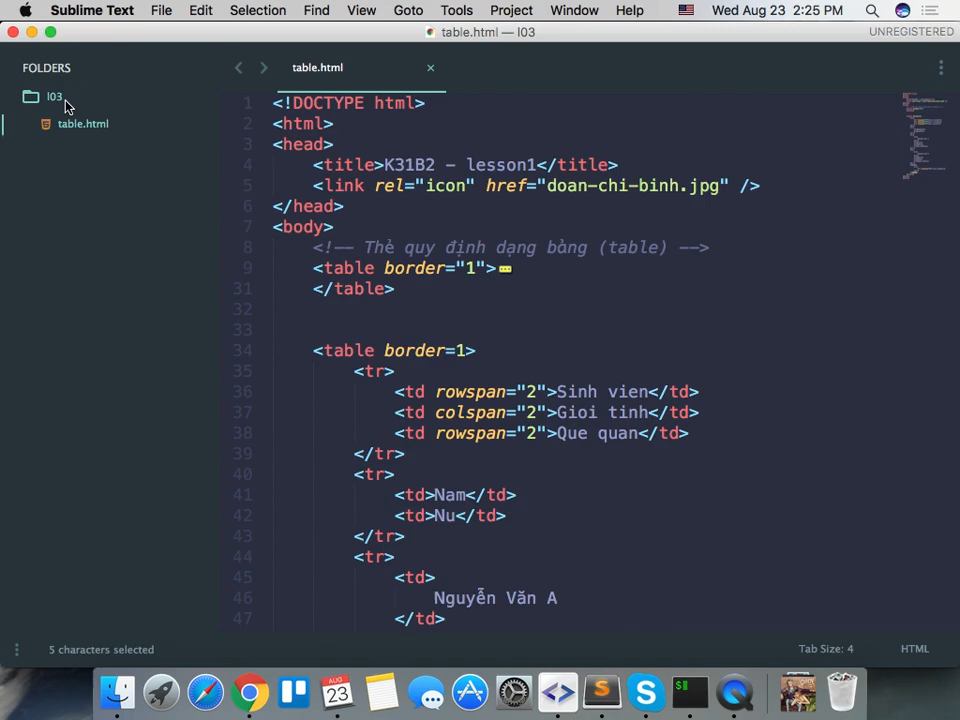 Sublime Text File Edit Selection Find View Goto Tools Project Window Help Wed Aug 23 2:25 PM
table.html — l03 UNREGISTERED
FOLDERS
l03
table.html
table.html
1 <!DOCTYPE html>
2 <html>
3 <head>
4 <title>K31B2 - lesson1</title>
5 <link rel="icon" href="doan-chi-binh.jpg" />
6 </head>
7 <body>
8 <!-- Thẻ quy định dạng bảng (table) -->
9 <table border="1">
31 </table>
32
33
34 <table border=1>
35 <tr>
36 <td rowspan="2">Sinh vien</td>
37 <td colspan="2">Gioi tinh</td>
38 <td rowspan="2">Que quan</td>
39 </tr>
40 <tr>
41 <td>Nam</td>
42 <td>Nu</td>
43 </tr>
44 <tr>
45 <td>
46 Nguyễn Văn A
47 </td>
5 characters selected Tab Size: 4 HTML
AUG
23